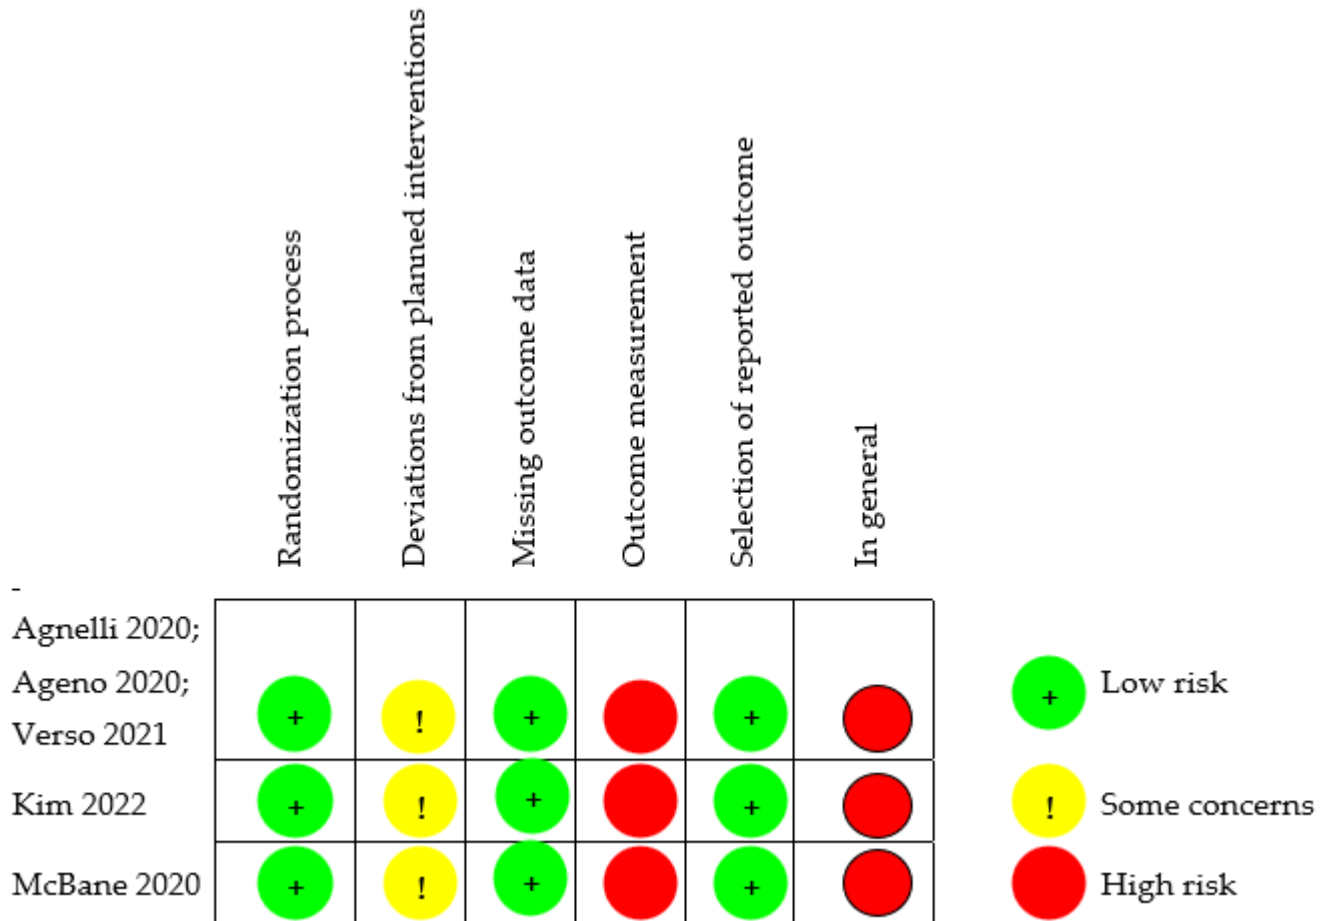 Randomization process
Deviations from planned interventions
Missing outcome data
Outcome measurement
Selection of reported outcome
In general
-
Agnelli 2020;
Ageno 2020;
Verso 2021
+ ! + +
Kim 2022 + ! + +
McBane 2020 + ! + +
+ Low risk
! Some concerns
High risk